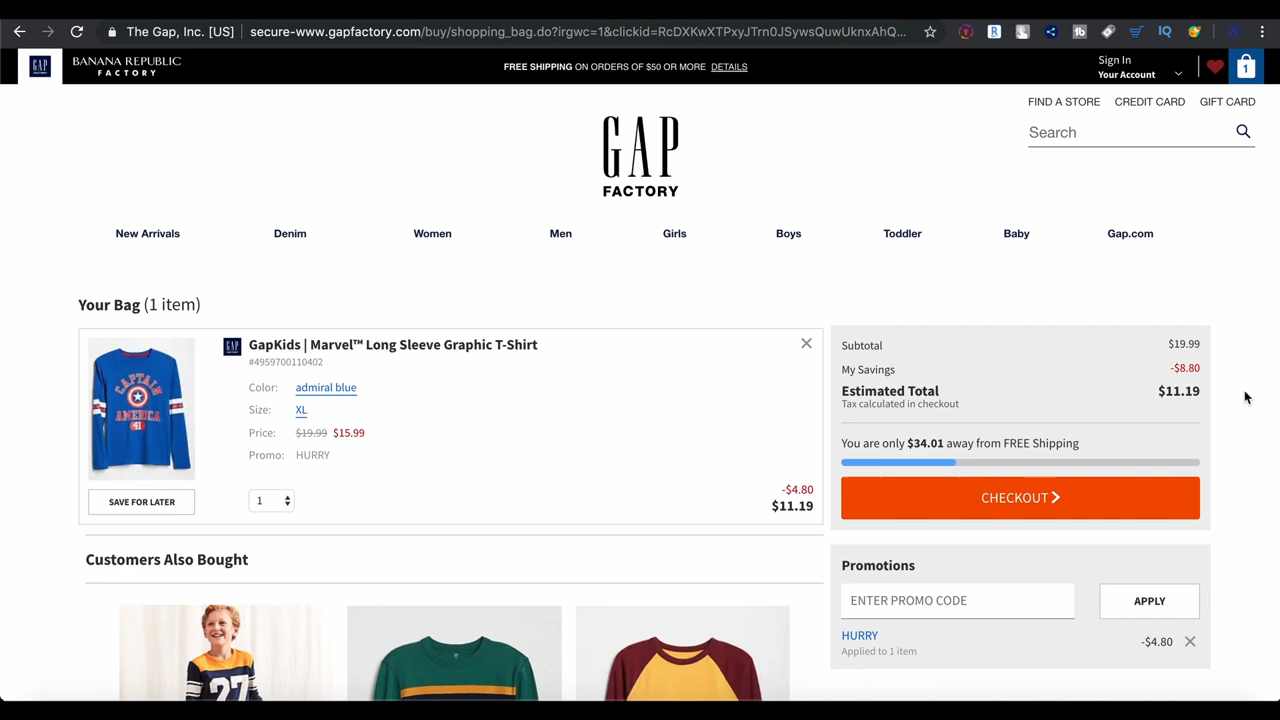 The Gap, Inc. [US]
secure-www.gapfactory.com/buy/shopping_bag.do?irgwc=1&clickid=RcDXKwXTPxyJTrn0JSywsQuwUknxAhQ...
GAP
FACTORY
BANANA REPUBLIC
FACTORY
FREE SHIPPING ON ORDERS OF $50 OR MORE DETAILS
Sign In
Your Account
1
FIND A STORE CREDIT CARD GIFT CARD
Search
GAP
FACTORY
New Arrivals Denim Women Men Girls Boys Toddler Baby Gap.com
Your Bag (1 item)
GapKids | Marvel™ Long Sleeve Graphic T-Shirt
#4959700110402
Color: admiral blue
Size: XL
Price: $19.99 $15.99
Promo: HURRY
CAPTAIN
AMERICA
41
SAVE FOR LATER
1
-$4.80
$11.19
Subtotal $19.99
My Savings -$8.80
Estimated Total $11.19
Tax calculated in checkout
You are only $34.01 away from FREE Shipping
CHECKOUT
Customers Also Bought
27
Promotions
ENTER PROMO CODE
APPLY
HURRY -$4.80
Applied to 1 item